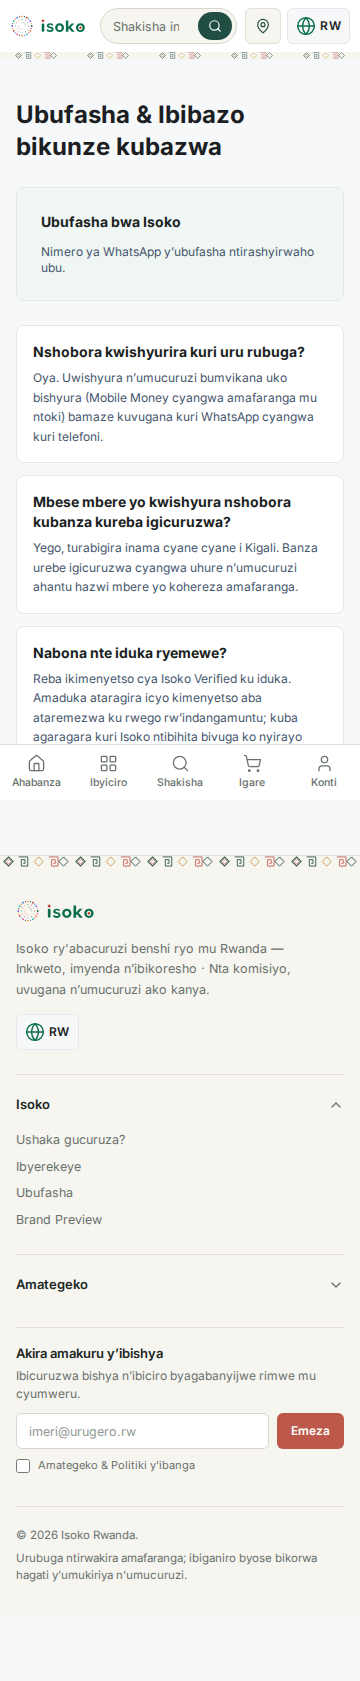 isoko
Shakisha in
RW
Ubufasha & Ibibazo
bikunze kubazwa
Ubufasha bwa Isoko
Nimero ya WhatsApp y’ubufasha ntirashyirwaho
ubu.
Nshobora kwishyurira kuri uru rubuga?
Oya. Uwishyura n’umucuruzi bumvikana uko
bishyura (Mobile Money cyangwa amafaranga mu
ntoki) bamaze kuvugana kuri WhatsApp cyangwa
kuri telefoni.
Mbese mbere yo kwishyura nshobora
kubanza kureba igicuruzwa?
Yego, turabigira inama cyane cyane i Kigali. Banza
urebe igicuruzwa cyangwa uhure n’umucuruzi
ahantu hazwi mbere yo kohereza amafaranga.
Nabona nte iduka ryemewe?
Reba ikimenyetso cya Isoko Verified ku iduka.
Amaduka ataragira icyo kimenyetso aba
ataremezwa ku rwego rw’indangamuntu; kuba
agaragara kuri Isoko ntibihita bivuga ko nyirayo
Ahabanza
Ibyiciro
Shakisha
Igare
Konti
isoko
Isoko ry'abacuruzi benshi ryo mu Rwanda —
Inkweto, imyenda n’ibikoresho · Nta komisiyo,
uvugana n’umucuruzi ako kanya.
RW
Isoko
Ushaka gucuruza?
Ibyerekeye
Ubufasha
Brand Preview
Amategeko
Akira amakuru y’ibishya
Ibicuruzwa bishya n’ibiciro byagabanyijwe rimwe mu
cyumweru.
imeri@urugero.rw
Emeza
Amategeko & Politiki y'ibanga
© 2026 Isoko Rwanda.
Urubuga ntirwakira amafaranga; ibiganiro byose bikorwa
hagati y’umukiriya n’umucuruzi.